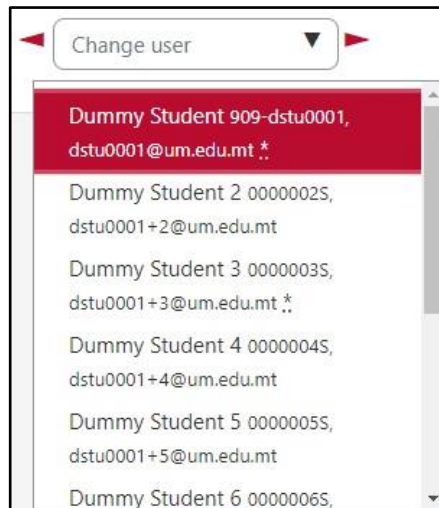 Change user
Dummy Student 909-dstu0001,
dstu0001@um.edu.mt *
Dummy Student 2 0000002S,
dstu0001+2@um.edu.mt
Dummy Student 3 0000003S,
dstu0001+3@um.edu.mt *
Dummy Student 4 0000004S,
dstu0001+4@um.edu.mt
Dummy Student 5 0000005S,
dstu0001+5@um.edu.mt
Dummy Student 6 0000006S,